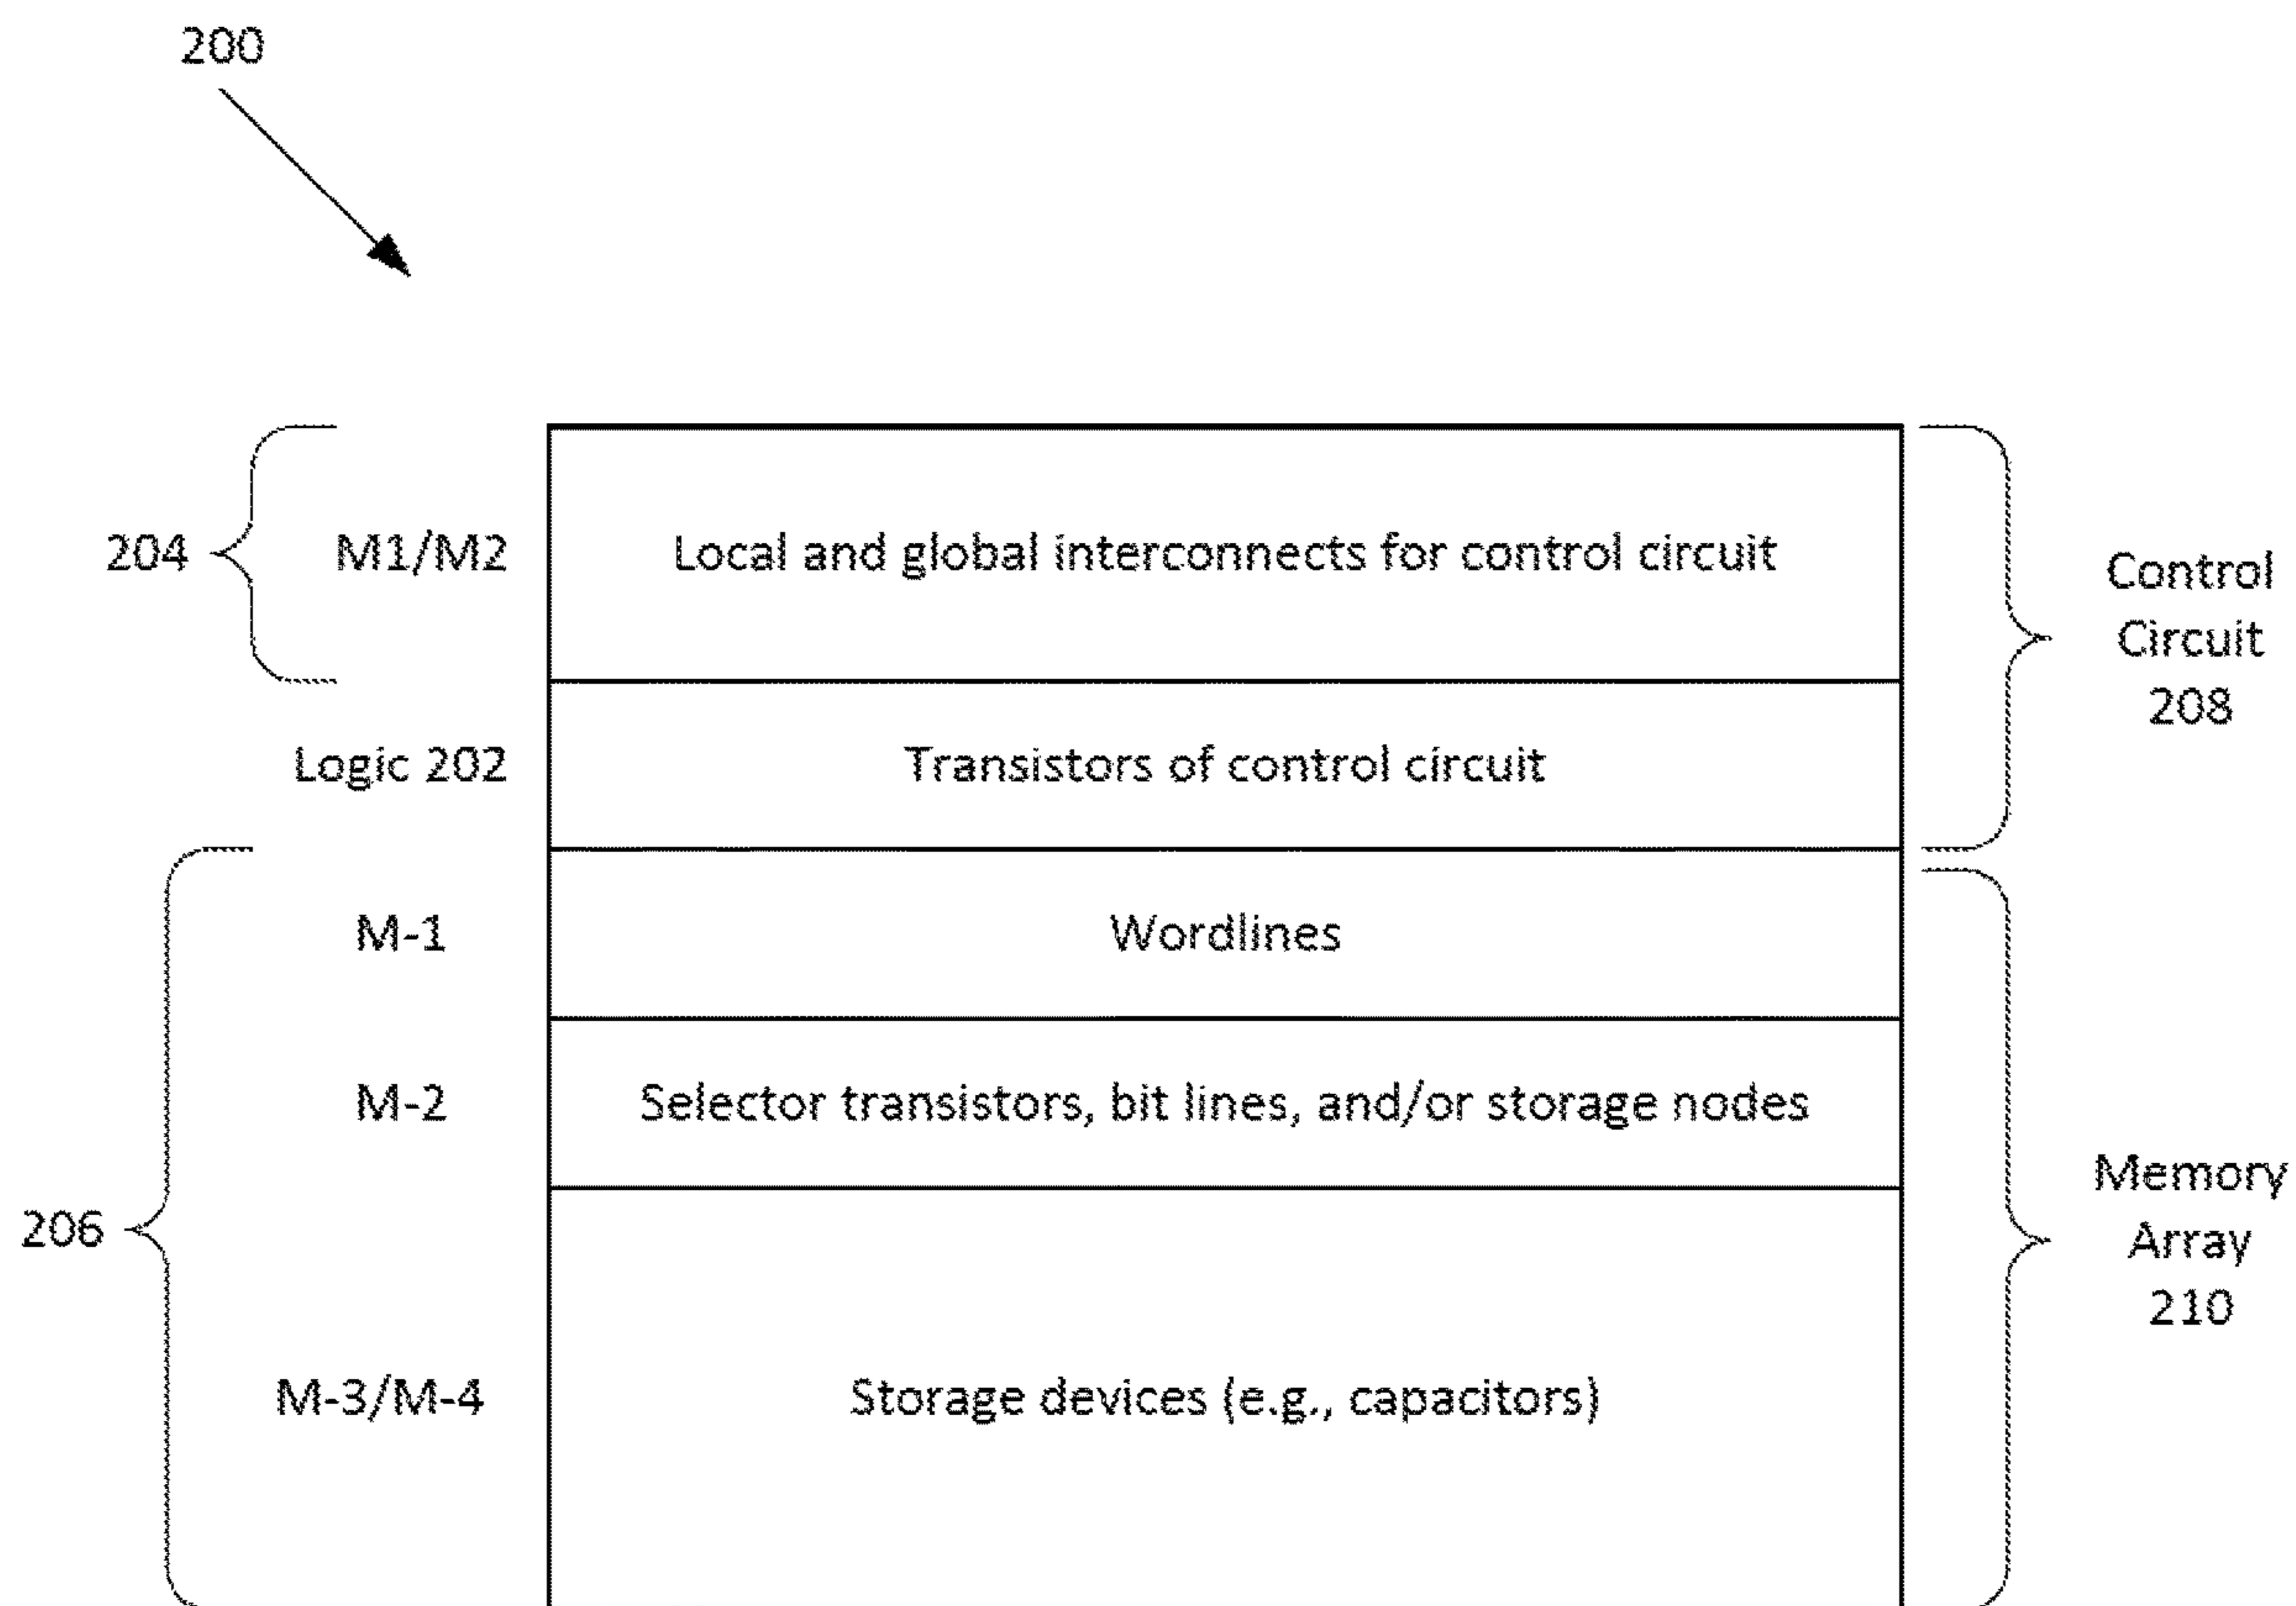 200
204
M1/M2
Local and global interconnects for control circuit
Control
Circuit
208
Logic 202
Transistors of control circuit
M-1
Wordlines
M-2
Selector transistors, bit lines, and/or storage nodes
206
Memory
Array
210
M-3/M-4
Storage devices (e.g., capacitors)